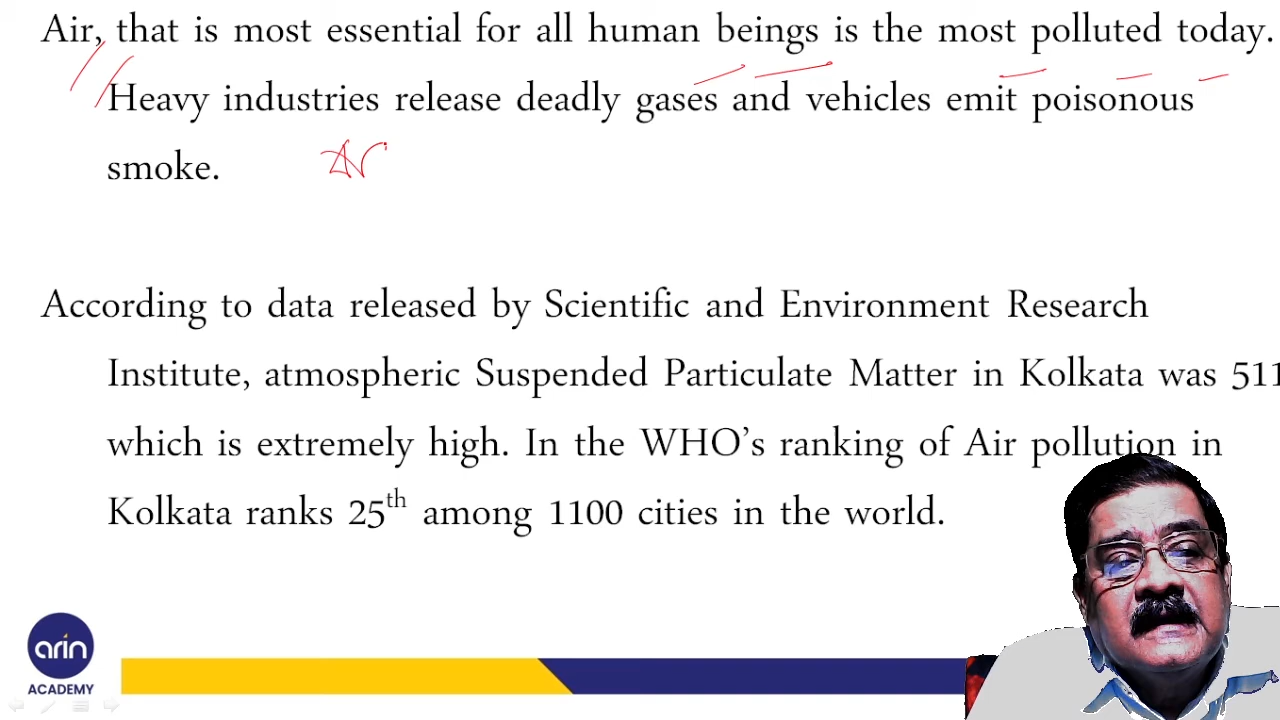 Air, that is most essential for all human beings is the most polluted today.
Heavy industries release deadly gases and vehicles emit poisonous
smoke.
According to data released by Scientific and Environment Research
Institute, atmospheric Suspended Particulate Matter in Kolkata was 511
which is extremely high. In the WHO's ranking of Air pollution in
Kolkata ranks 25th among 1100 cities in the world.
arin
ACADEMY